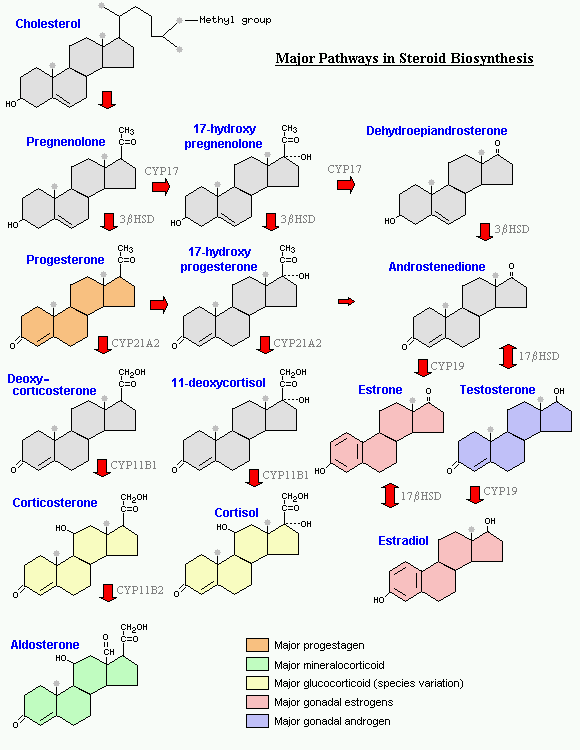 Cholesterol
Methyl group
Major Pathways in Steroid Biosynthesis
HO
Pregnenolone
17-hydroxy
pregnenolone
Dehydroepiandrosterone
CH3
C=O
HO
CYP17
CH3
C=O
OH
HO
CYP17
O
HO
3βHSD
3βHSD
3βHSD
Progesterone
17-hydroxy
progesterone
Androstenedione
CH3
C=O
O
CH3
C=O
OH
O
O
O
CYP21A2
CYP21A2
CYP19
17βHSD
Deoxy-
corticosterone
11-deoxycortisol
Estrone
Testosterone
CH2OH
C=O
O
CH2OH
C=O
OH
O
O
HO
OH
O
CYP11B1
CYP11B1
17βHSD
CYP19
Corticosterone
Cortisol
Estradiol
CH2OH
C=O
HO
O
CH2OH
C=O
HO
OH
O
OH
HO
CYP11B2
Aldosterone
CH2OH
C=O
O
CH
HO
O
Major progestagen
Major mineralocorticoid
Major glucocorticoid (species variation)
Major gonadal estrogens
Major gonadal androgen